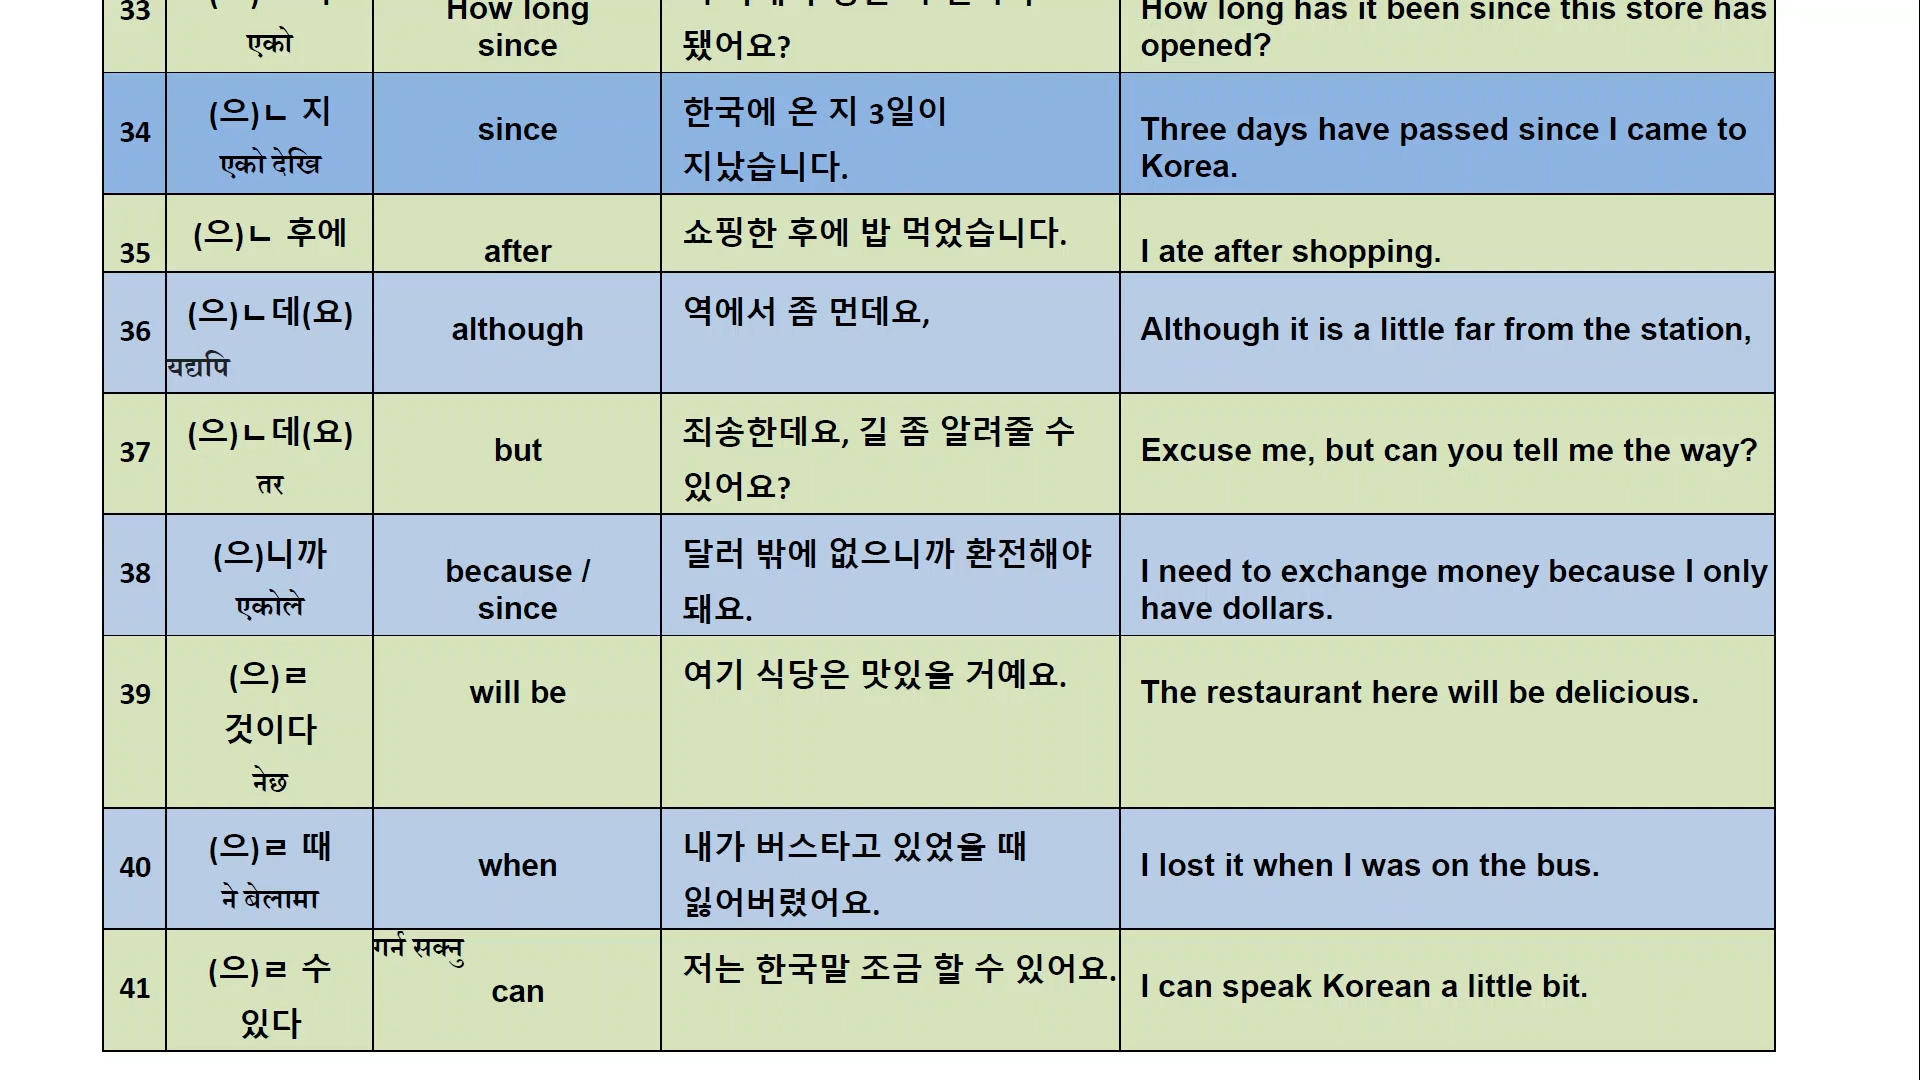 33
How long
How long has it been since this store has
एको
since
됐어요?
opened?
34
(으)ㄴ 지
एको देखि
since
한국에 온 지 3일이
지났습니다.
Three days have passed since I came to
Korea.
35
(으)ㄴ 후에
after
쇼핑한 후에 밥 먹었습니다.
I ate after shopping.
36
(으)ㄴ데(요)
यद्यपि
although
역에서 좀 먼데요,
Although it is a little far from the station,
37
(으)ㄴ데(요)
तर
but
죄송한데요, 길 좀 알려줄 수
있어요?
Excuse me, but can you tell me the way?
38
(으)니까
एकोले
because /
since
달러 밖에 없으니까 환전해야
돼요.
I need to exchange money because I only
have dollars.
39
(으)ㄹ
것이다
नेछ
will be
여기 식당은 맛있을 거예요.
The restaurant here will be delicious.
40
(으)ㄹ 때
ने बेलामा
when
내가 버스타고 있었을 때
잃어버렸어요.
I lost it when I was on the bus.
41
(으)ㄹ 수
있다
गर्न सक्नु
can
저는 한국말 조금 할 수 있어요.
I can speak Korean a little bit.